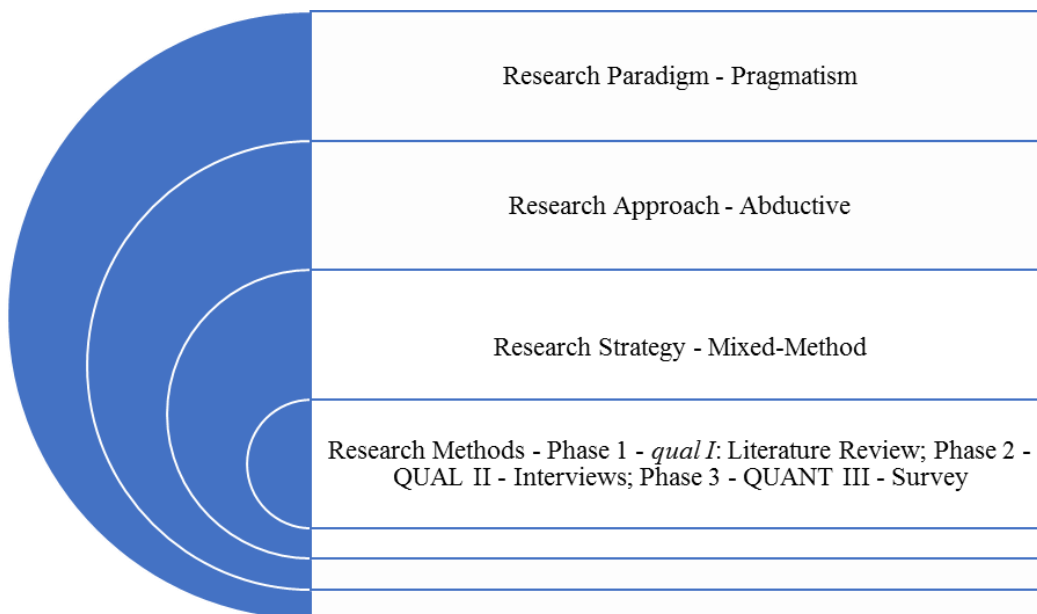 Research Paradigm - Pragmatism
Research Approach - Abductive
Research Strategy - Mixed-Method
Research Methods - Phase 1 - qual I: Literature Review; Phase 2 -
QUAL II - Interviews; Phase 3 - QUANT III - Survey